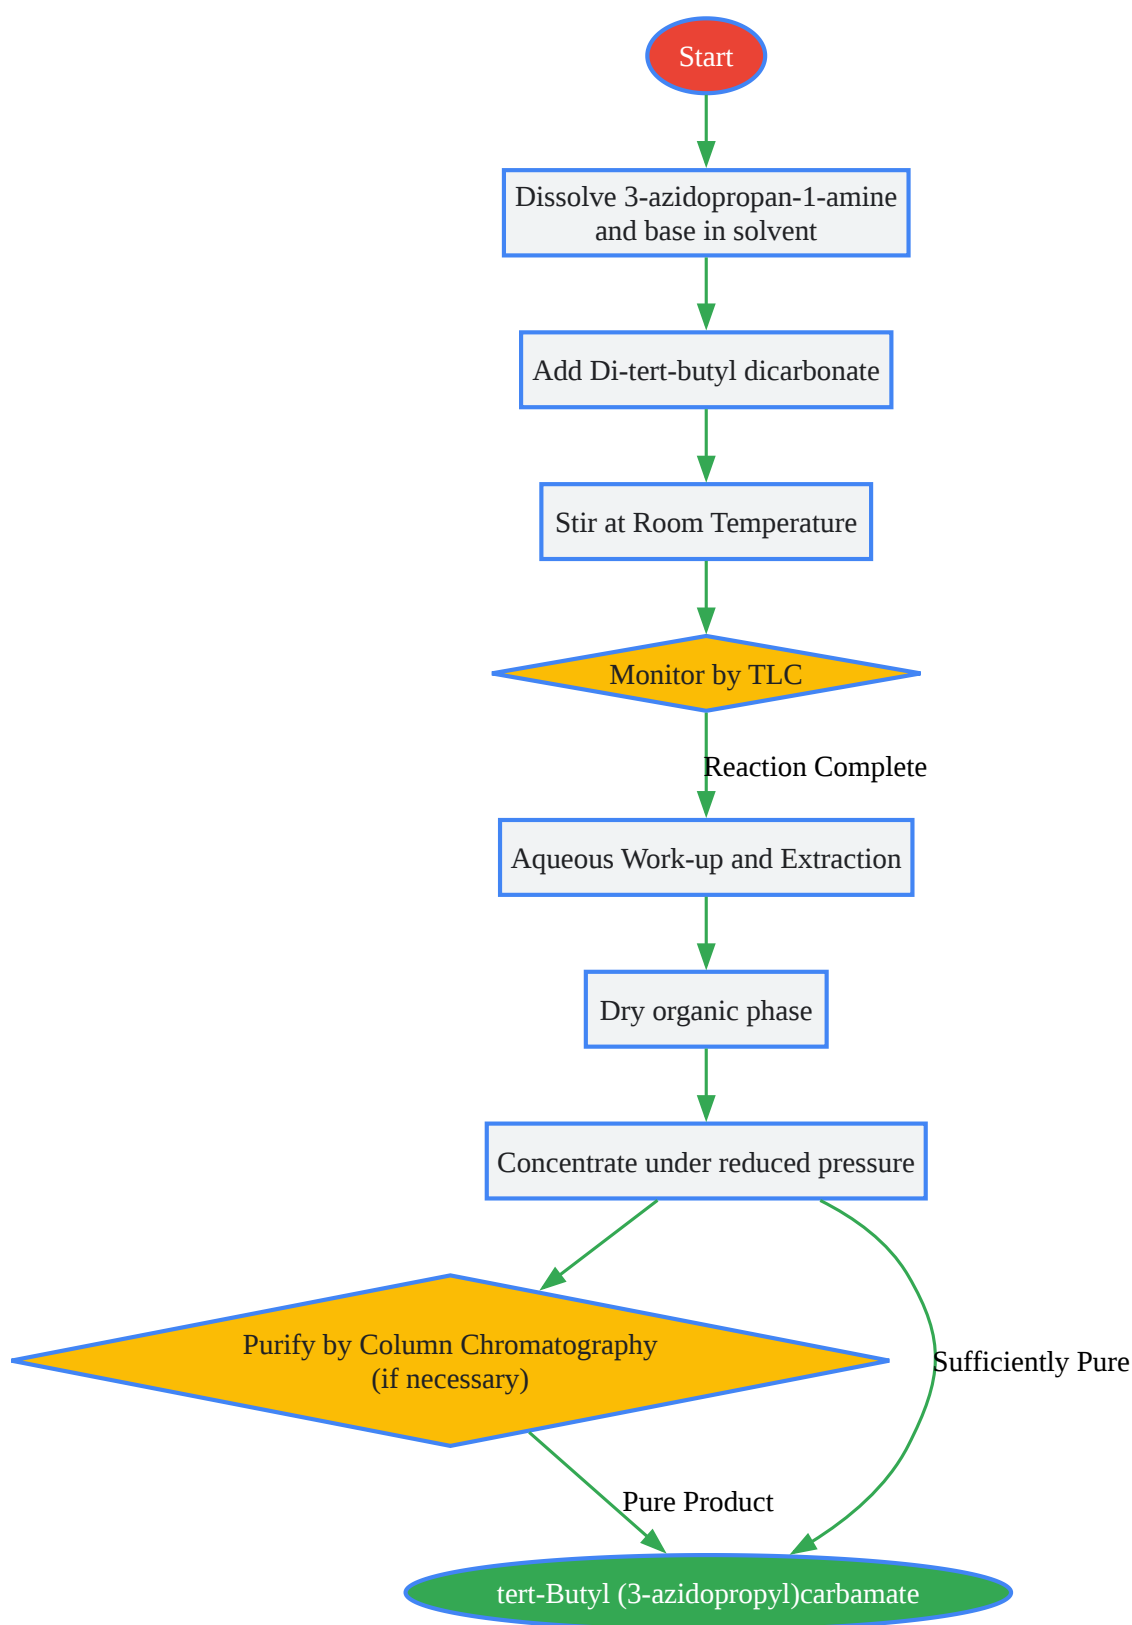 Start
Dissolve 3-azidopropan-1-amine
and base in solvent
Add Di-tert-butyl dicarbonate
Stir at Room Temperature
Monitor by TLC
Reaction Complete
Aqueous Work-up and Extraction
Dry organic phase
Concentrate under reduced pressure
Purify by Column Chromatography
(if necessary)
Sufficiently Pure
Pure Product
tert-Butyl (3-azidopropyl)carbamate